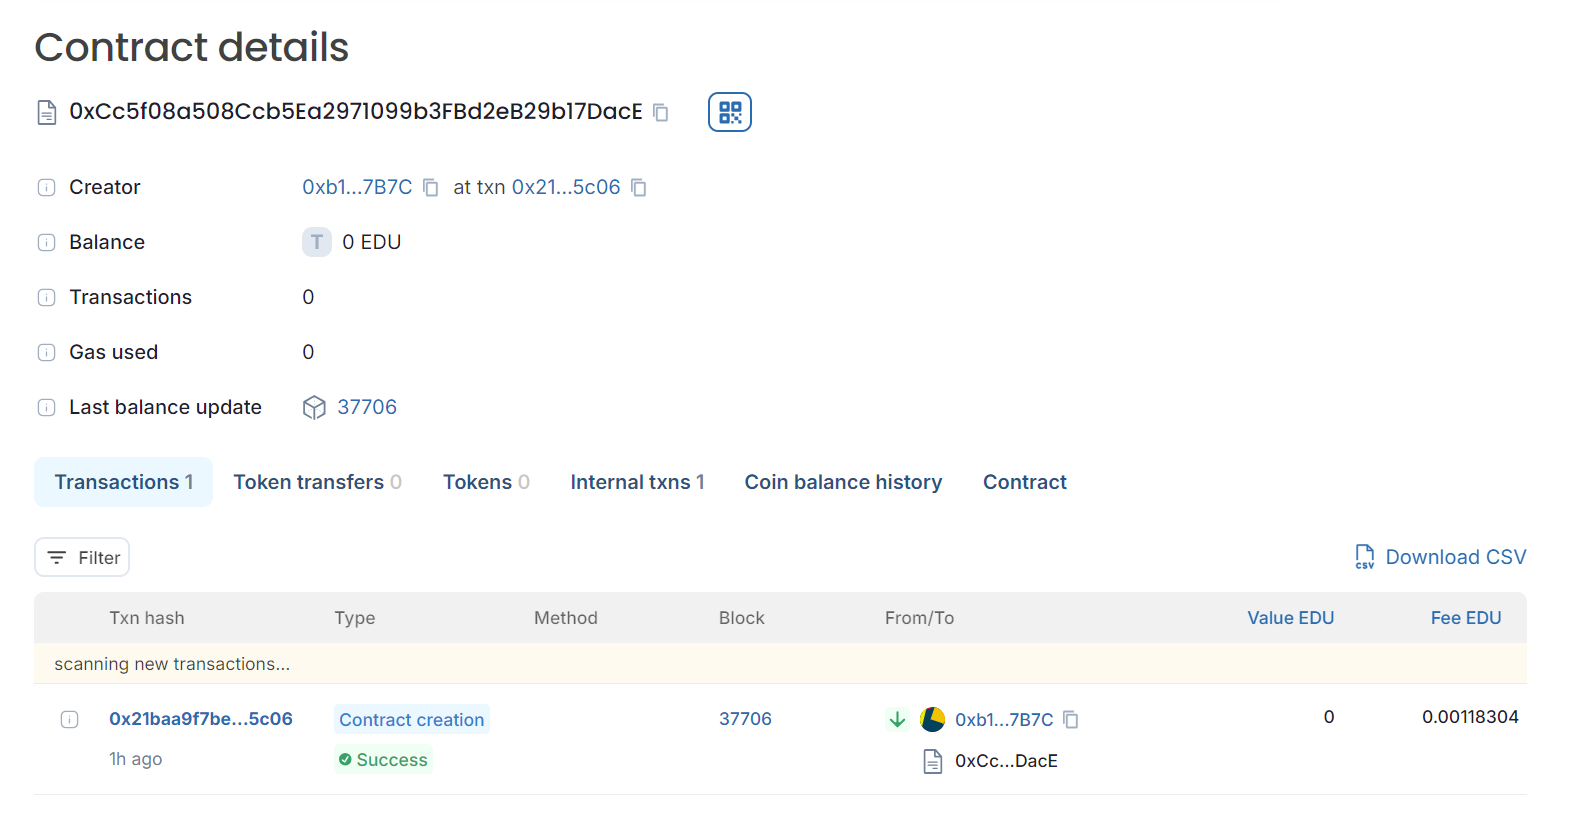 Contract details
0xCc5f08a508Ccb5Ea2971099b3FBd2eB29b17DacE
Creator 0xb1...7B7C at txn 0x21...5c06
Balance T 0 EDU
Transactions 0
Gas used 0
Last balance update 37706
Transactions 1 Token transfers 0 Tokens 0 Internal txns 1 Coin balance history Contract
Filter CSV Download CSV
Txn hash Type Method Block From/To Value EDU Fee EDU
scanning new transactions...
0x21baa9f7be...5c06 Contract creation 37706 0xb1...7B7C 0 0.00118304
1h ago Success 0xCc...DacE